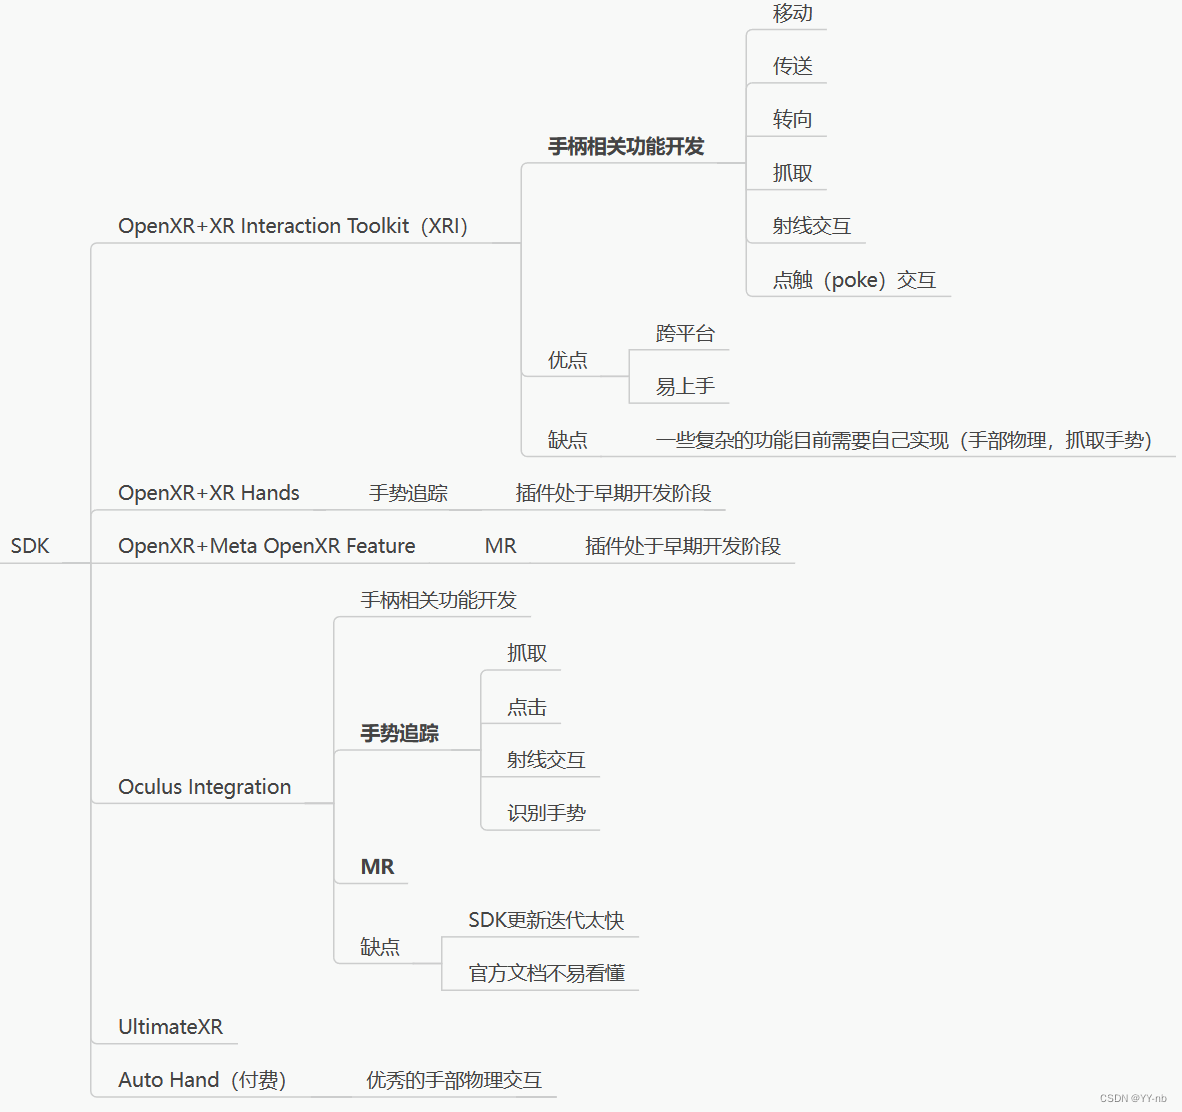 移动
传送
转向
手柄相关功能开发
抓取
OpenXR+XR Interaction Toolkit（XRI）
射线交互
点触（poke）交互
跨平台
优点
易上手
缺点 一些复杂的功能目前需要自己实现（手部物理，抓取手势）
OpenXR+XR Hands 手势追踪 插件处于早期开发阶段
SDK OpenXR+Meta OpenXR Feature MR 插件处于早期开发阶段
手柄相关功能开发
抓取
点击
手势追踪
射线交互
Oculus Integration
识别手势
MR
SDK更新迭代太快
缺点
官方文档不易看懂
UltimateXR
Auto Hand（付费） 优秀的手部物理交互
CSDN @YY-nb